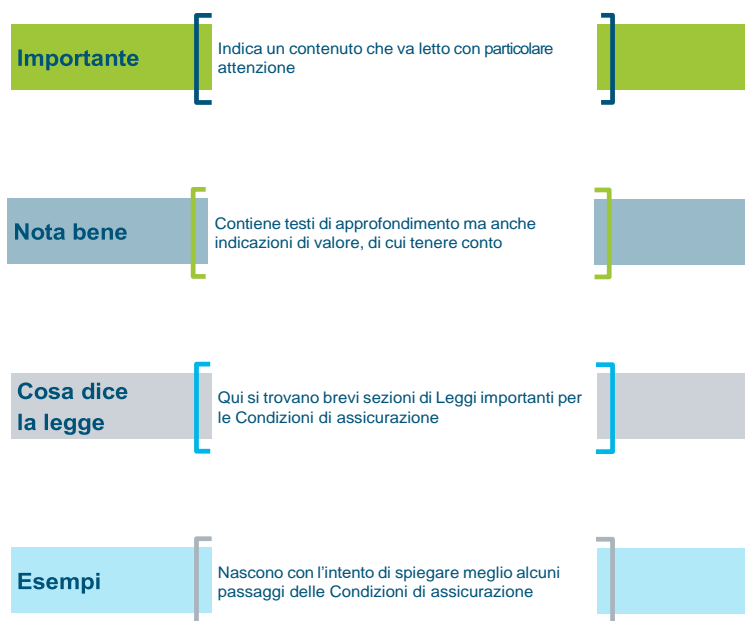 Importante
Indica un contenuto che va letto con particolare
attenzione
Nota bene
Contiene testi di approfondimento ma anche
indicazioni di valore, di cui tenere conto
Cosa dice
la legge
Qui si trovano brevi sezioni di Leggi importanti per
le Condizioni di assicurazione
Esempi
Nascono con l’intento di spiegare meglio alcuni
passaggi delle Condizioni di assicurazione